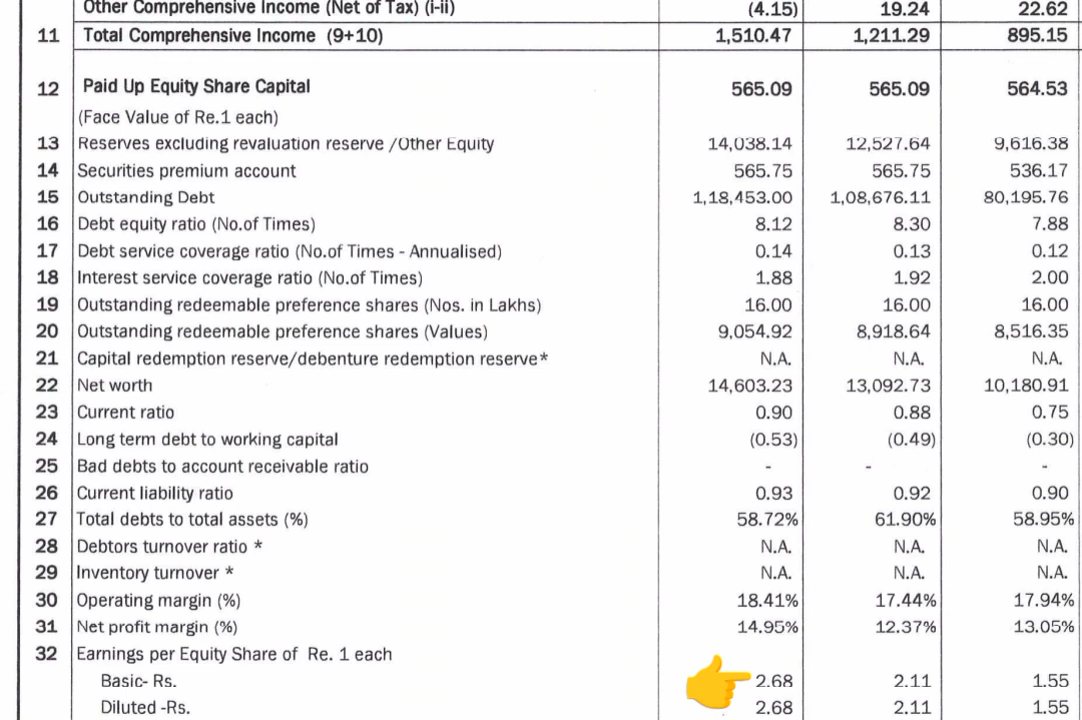 Other Comprehensive Income (Net of Tax) (i-ii) (4.15) 19.24 22.62
11 Total Comprehensive Income (9+10) 1,510.47 1,211.29 895.15
12 Paid Up Equity Share Capital 565.09 565.09 564.53
(Face Value of Re.1 each)
13 Reserves excluding revaluation reserve /Other Equity 14,038.14 12,527.64 9,616.38
14 Securities premium account 565.75 565.75 536.17
15 Outstanding Debt 1,18,453.00 1,08,676.11 80,195.76
16 Debt equity ratio (No.of Times) 8.12 8.30 7.88
17 Debt service coverage ratio (No.of Times - Annualised) 0.14 0.13 0.12
18 Interest service coverage ratio (No.of Times) 1.88 1.92 2.00
19 Outstanding redeemable preference shares (Nos. in Lakhs) 16.00 16.00 16.00
20 Outstanding redeemable preference shares (Values) 9,054.92 8,918.64 8,516.35
21 Capital redemption reserve/debenture redemption reserve* N.A. N.A. N.A.
22 Net worth 14,603.23 13,092.73 10,180.91
23 Current ratio 0.90 0.88 0.75
24 Long term debt to working capital (0.53) (0.49) (0.30)
25 Bad debts to account receivable ratio - - -
26 Current liability ratio 0.93 0.92 0.90
27 Total debts to total assets (%) 58.72% 61.90% 58.95%
28 Debtors turnover ratio * N.A. N.A. N.A.
29 Inventory turnover * N.A. N.A. N.A.
30 Operating margin (%) 18.41% 17.44% 17.94%
31 Net profit margin (%) 14.95% 12.37% 13.05%
32 Earnings per Equity Share of Re. 1 each
Basic- Rs. 2.68 2.11 1.55
Diluted -Rs. 2.68 2.11 1.55